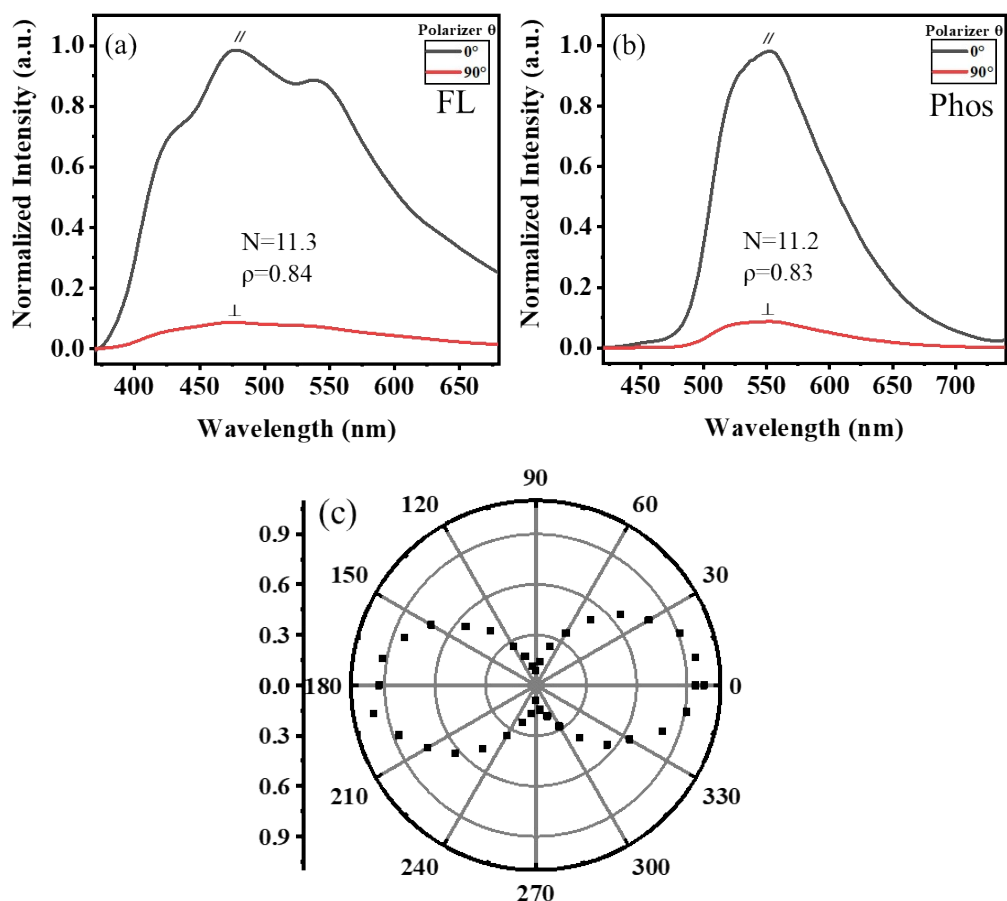 (a)
//
Polarizer θ
0°
90°
FL
N=11.3
ρ=0.84
⊥
Normalized Intensity (a.u.)
1.0
0.8
0.6
0.4
0.2
0.0
400 450 500 550 600 650
Wavelength (nm)
(b)
//
Polarizer θ
0°
90°
Phos
N=11.2
ρ=0.83
⊥
Normalized Intensity (a.u.)
1.0
0.8
0.6
0.4
0.2
0.0
450 500 550 600 650 700
Wavelength (nm)
(c)
0.9
0.6
0.3
0.0
0.3
0.6
0.9
90
120 60
150 30
180 0
210 330
240 300
270